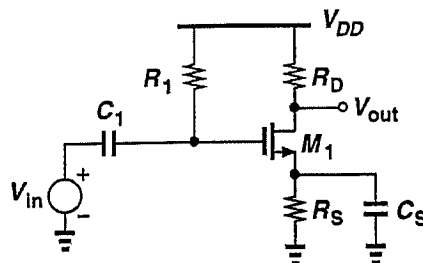 V_DD
R_1
R_D
C_1
V_out
M_1
V_in
+
−
R_S
C_S